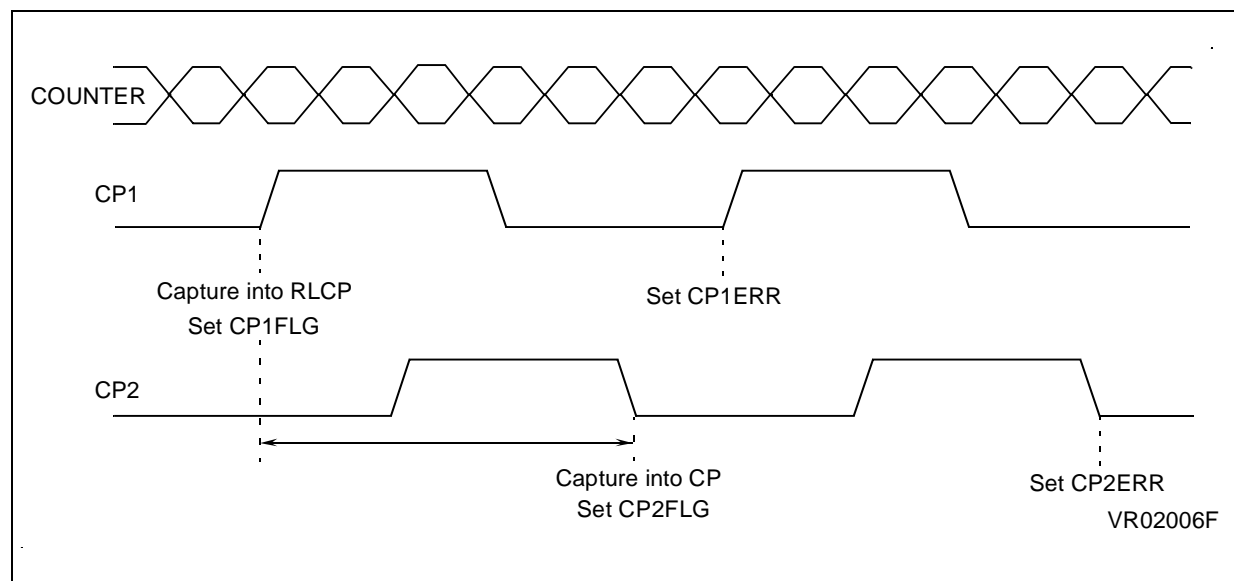 COUNTER
CP1
Capture into RLCP
Set CP1FLG
Set CP1ERR
CP2
Capture into CP
Set CP2FLG
Set CP2ERR
VR02006F